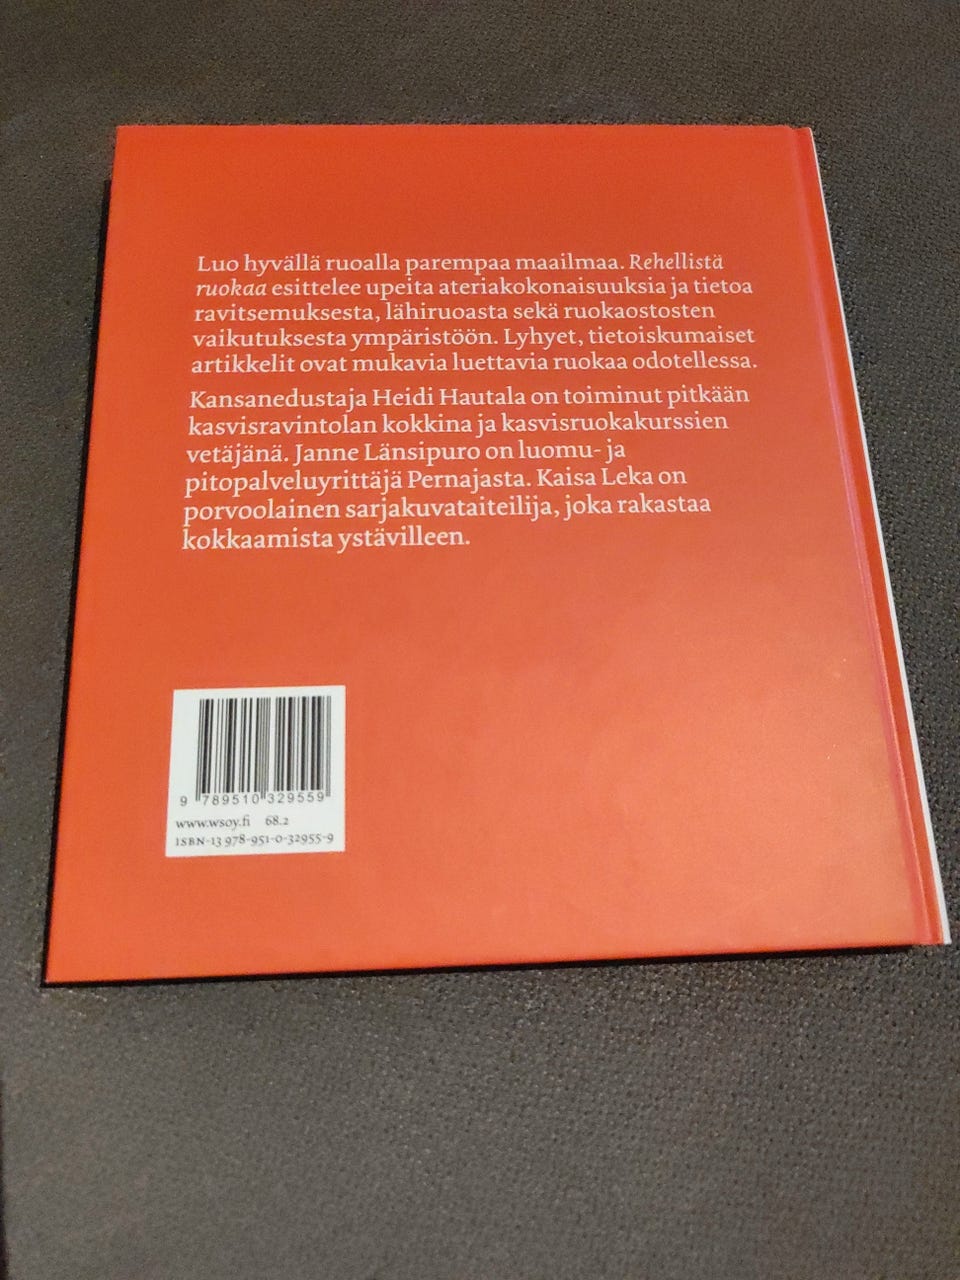 Luo hyvällä ruoalla parempaa maailmaa. Rehellistä
ruokaa esittelee upeita ateriakokonaisuuksia ja tietoa
ravitsemuksesta, lähiruoasta sekä ruokaostosten
vaikutuksesta ympäristöön. Lyhyet, tietoiskumaiset
artikkelit ovat mukavia luettavia ruokaa odotellessa.
Kansanedustaja Heidi Hautala on toiminut pitkään
kasvisravintolan kokkina ja kasvisruokakurssien
vetäjänä. Janne Länsipuro on luomu- ja
pitopalveluyrittäjä Pernajasta. Kaisa Leka on
porvoolainen sarjakuvataiteilija, joka rakastaa
kokkaamista ystävilleen.
9 789510 329559
www.wsoy.fi 68.2
ISBN-13 978-951-0-32955-9